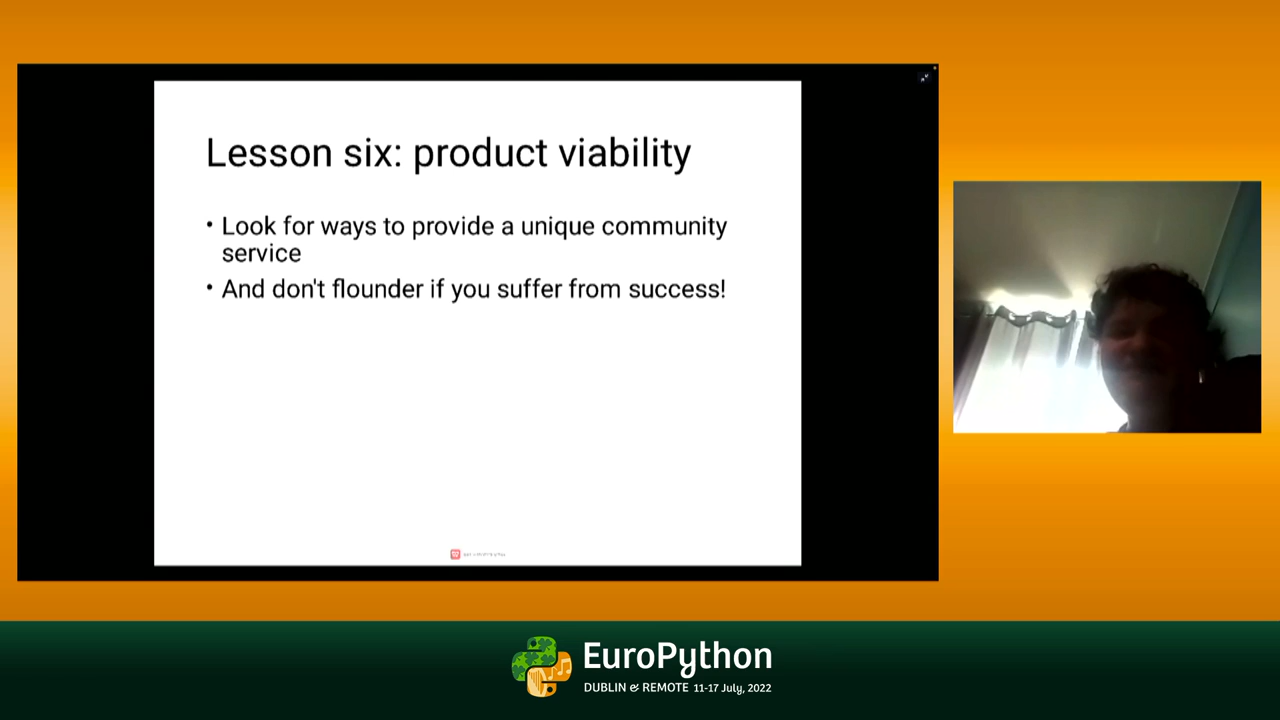 Lesson six: product viability
• Look for ways to provide a unique community
service
• And don't flounder if you suffer from success!
EuroPython
DUBLIN & REMOTE 11-17 July, 2022